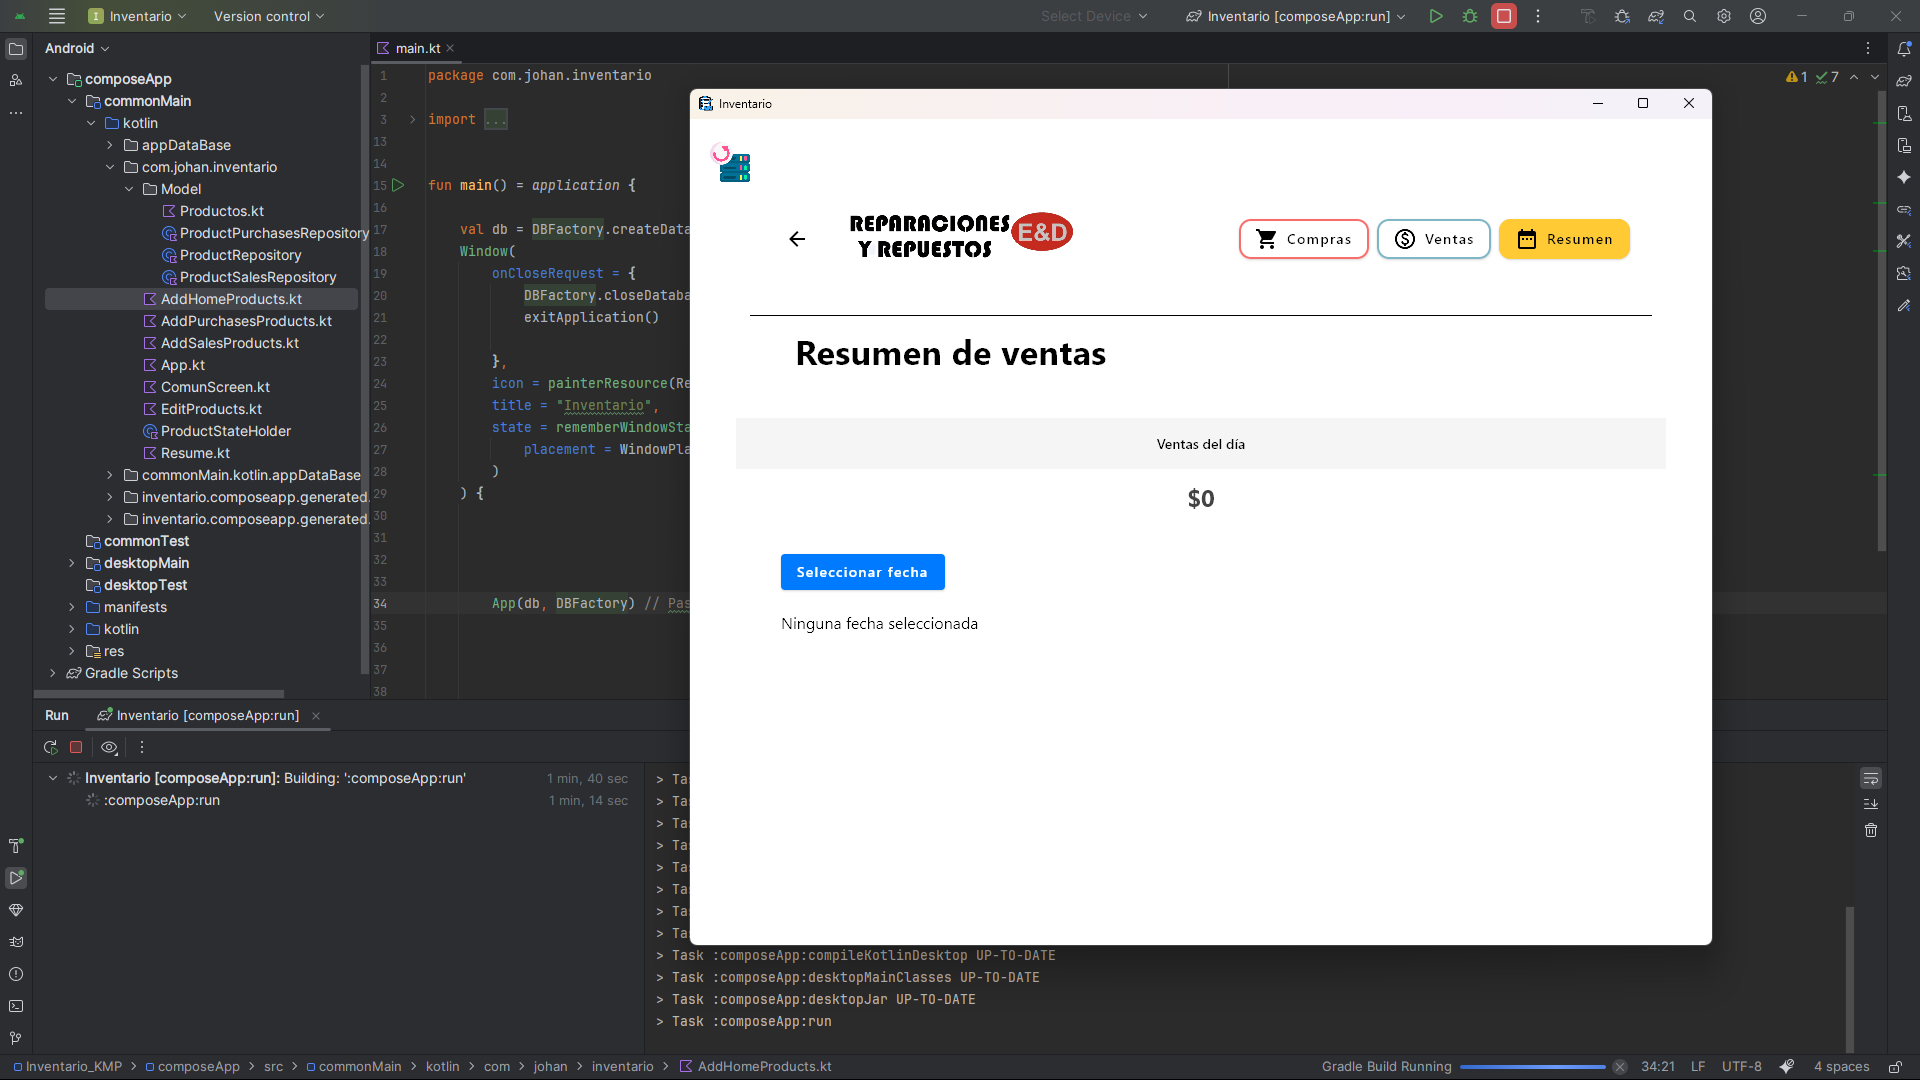 Inventario
Version control
Select Device
Inventario [composeApp:run]
Android
main.kt
composeApp
commonMain
kotlin
appDataBase
com.johan.inventario
Model
Productos.kt
ProductPurchasesRepository
ProductRepository
ProductSalesRepository
AddHomeProducts.kt
AddPurchasesProducts.kt
AddSalesProducts.kt
App.kt
ComunScreen.kt
EditProducts.kt
ProductStateHolder
Resume.kt
commonMain.kotlin.appDataBase
inventario.composeapp.generated.
inventario.composeapp.generated.
commonTest
desktopMain
desktopTest
manifests
kotlin
res
Gradle Scripts
1 package com.johan.inventario
2
3 import ...
13
14
15 fun main() = application {
16
17 val db = DBFactory.createData
18 Window(
19 onCloseRequest = {
20 DBFactory.closeDataba
21 exitApplication()
22
23 },
24 icon = painterResource(Re
25 title = "Inventario",
26 state = rememberWindowSta
27 placement = WindowPla
28 )
29 ) {
30
31
32
33
34 App(db, DBFactory) // Pas
35
36
37
38
1 7
Inventario
REPARACIONES
Y REPUESTOS
E&D
Compras
Ventas
Resumen
Resumen de ventas
Ventas del día
$0
Seleccionar fecha
Ninguna fecha seleccionada
Run
Inventario [composeApp:run]
Inventario [composeApp:run]: Building: ':composeApp:run' 1 min, 40 sec
:composeApp:run 1 min, 14 sec
> Ta
> Ta
> Ta
> Ta
> Ta
> Ta
> Ta
> Ta
> Task :composeApp:compileKotlinDesktop UP-TO-DATE
> Task :composeApp:desktopMainClasses UP-TO-DATE
> Task :composeApp:desktopJar UP-TO-DATE
> Task :composeApp:run
Inventario_KMP > composeApp > src > commonMain > kotlin > com > johan > inventario > AddHomeProducts.kt
Gradle Build Running
34:21 LF UTF-8 4 spaces